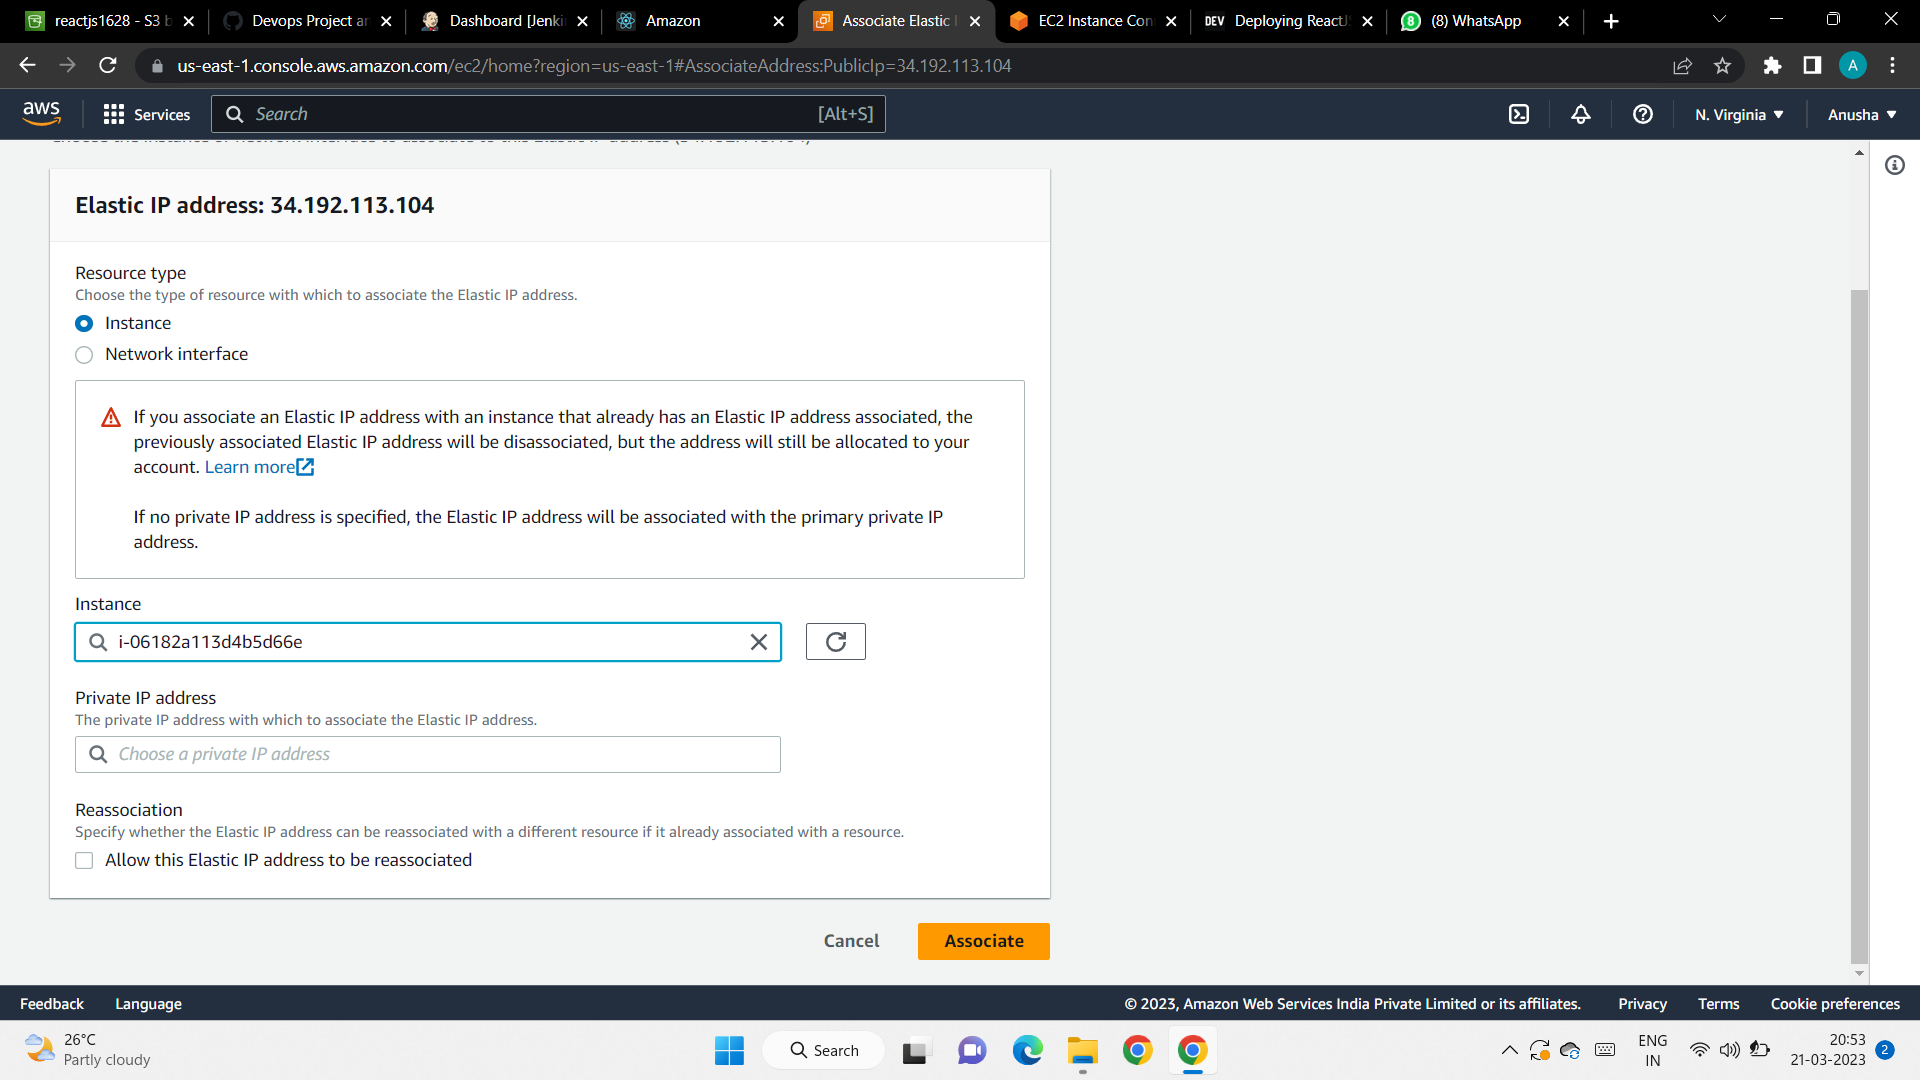 reactjs1628 - S3 b
Devops Project an
Dashboard [Jenki
Amazon
Associate Elastic I
EC2 Instance Con
DEV Deploying ReactJS
8 (8) WhatsApp
us-east-1.console.aws.amazon.com/ec2/home?region=us-east-1#AssociateAddress:PublicIp=34.192.113.104
A
aws
Services
Search
[Alt+S]
N. Virginia
Anusha
Elastic IP address: 34.192.113.104
Resource type
Choose the type of resource with which to associate the Elastic IP address.
Instance
Network interface
If you associate an Elastic IP address with an instance that already has an Elastic IP address associated, the
previously associated Elastic IP address will be disassociated, but the address will still be allocated to your
account. Learn more
If no private IP address is specified, the Elastic IP address will be associated with the primary private IP
address.
Instance
i-06182a113d4b5d66e
Private IP address
The private IP address with which to associate the Elastic IP address.
Choose a private IP address
Reassociation
Specify whether the Elastic IP address can be reassociated with a different resource if it already associated with a resource.
Allow this Elastic IP address to be reassociated
Cancel
Associate
Feedback
Language
© 2023, Amazon Web Services India Private Limited or its affiliates.
Privacy
Terms
Cookie preferences
26°C
Partly cloudy
Search
ENG
IN
20:53
21-03-2023
2